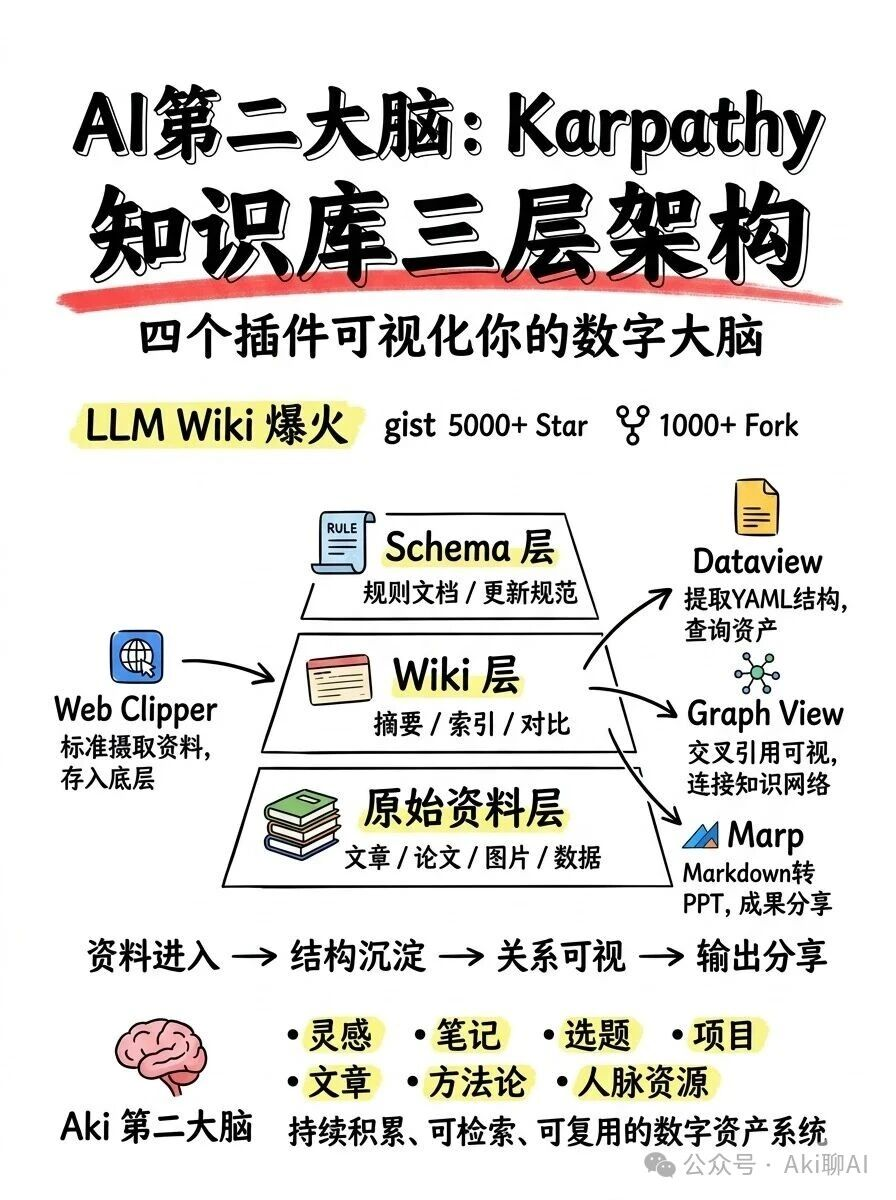 AI第二大脑：Karpathy
知识库三层架构
四个插件可视化你的数字大脑
LLM Wiki 爆火 gist 5000+ Star 1000+ Fork
RULE
Schema 层
规则文档 / 更新规范
Wiki 层
摘要 / 索引 / 对比
原始资料层
文章 / 论文 / 图片 / 数据
Web Clipper
标准摄取资料，
存入底层
Dataview
提取YAML结构，
查询资产
Graph View
交叉引用可视，
连接知识网络
Marp
Markdown转
PPT，成果分享
资料进入 → 结构沉淀 → 关系可视 → 输出分享
• 灵感 • 笔记 • 选题 • 项目
• 文章 • 方法论 • 人脉资源
Aki 第二大脑
持续积累、可检索、可复用的数字资产系统
公众号 · Aki聊AI